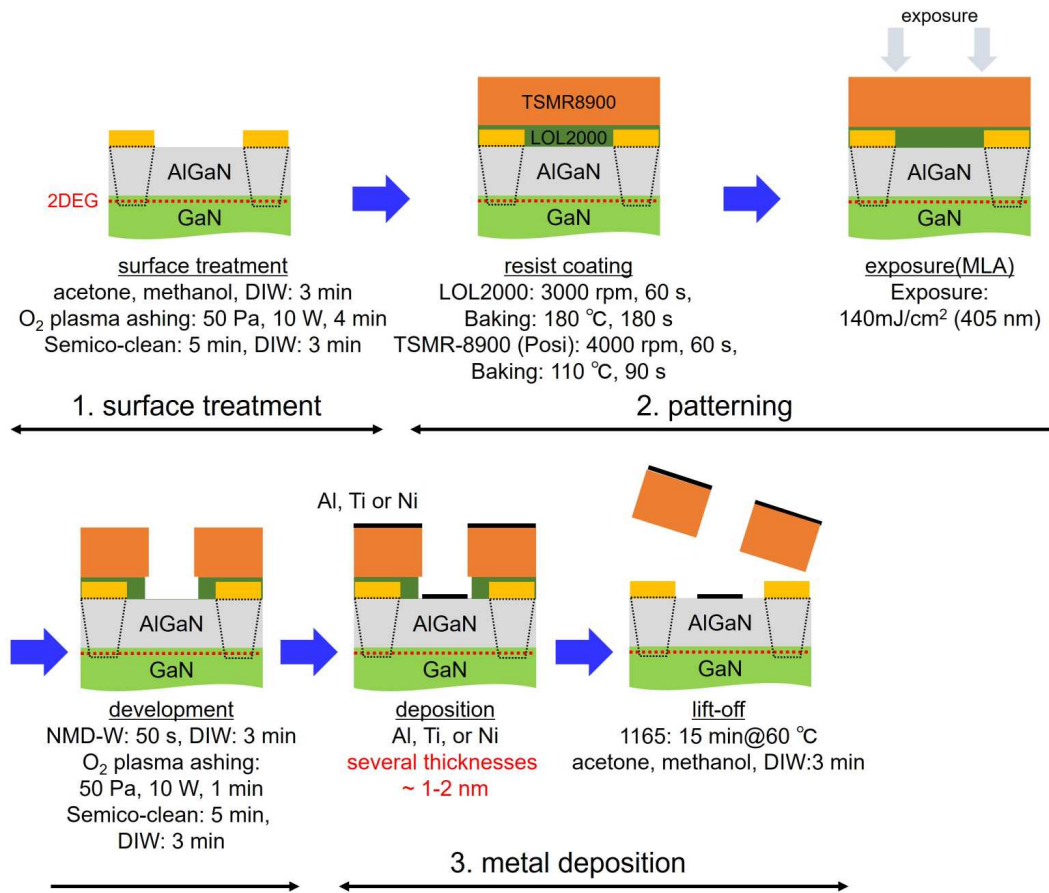 exposure
TSMR8900
LOL2000
AlGaN
AlGaN
AlGaN
2DEG
GaN
GaN
GaN
surface treatment
acetone, methanol, DIW: 3 min
O₂ plasma ashing: 50 Pa, 10 W, 4 min
Semico-clean: 5 min, DIW: 3 min
resist coating
LOL2000: 3000 rpm, 60 s,
Baking: 180 ℃, 180 s
TSMR-8900 (Posi): 4000 rpm, 60 s,
Baking: 110 ℃, 90 s
exposure(MLA)
Exposure:
140mJ/cm² (405 nm)
1. surface treatment
2. patterning
Al, Ti or Ni
AlGaN
AlGaN
AlGaN
GaN
GaN
GaN
development
NMD-W: 50 s, DIW: 3 min
O₂ plasma ashing:
50 Pa, 10 W, 1 min
Semico-clean: 5 min,
DIW: 3 min
deposition
Al, Ti, or Ni
several thicknesses
~ 1-2 nm
lift-off
1165: 15 min@60 ℃
acetone, methanol, DIW:3 min
3. metal deposition